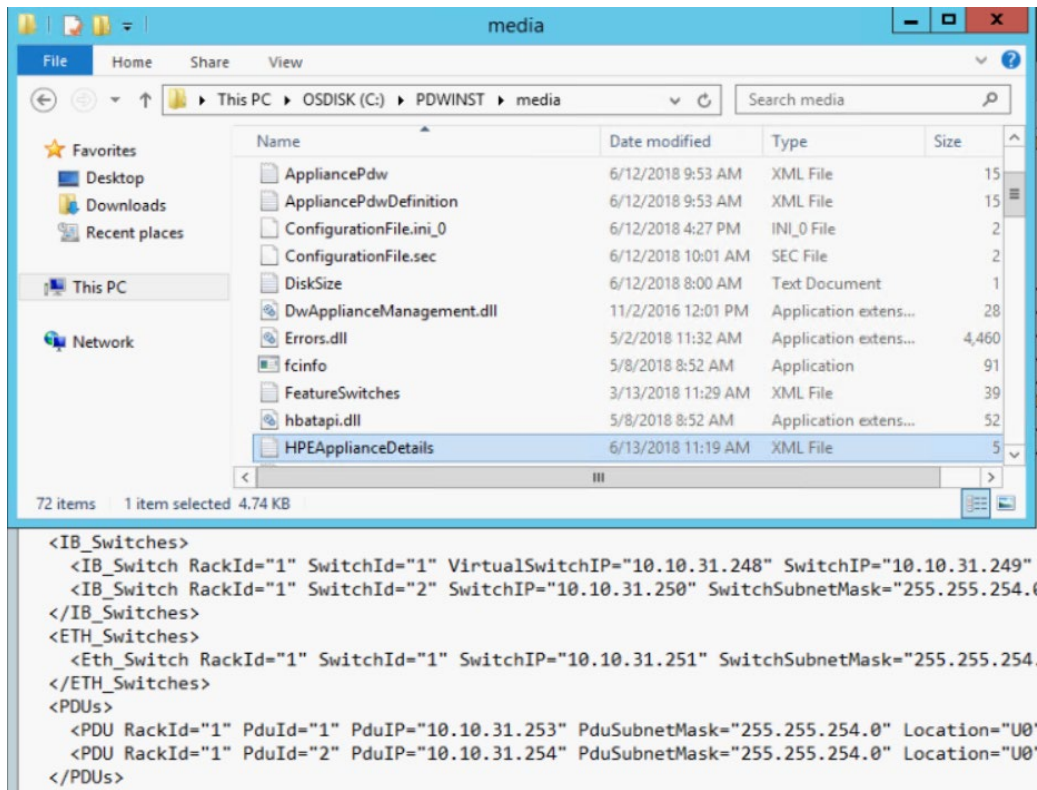 media
File Home Share View
This PC OSDISK (C:) PDWINST media Search media
Favorites
Desktop
Downloads
Recent places
This PC
Network
Name Date modified Type Size
AppliancePdw 6/12/2018 9:53 AM XML File 15
AppliancePdwDefinition 6/12/2018 9:53 AM XML File 15
ConfigurationFile.ini_0 6/12/2018 4:27 PM INI_0 File 2
ConfigurationFile.sec 6/12/2018 10:01 AM SEC File 2
DiskSize 6/12/2018 8:00 AM Text Document 1
DwApplianceManagement.dll 11/2/2016 12:01 PM Application extens... 28
Errors.dll 5/2/2018 11:32 AM Application extens... 4,460
fcinfo 5/8/2018 8:52 AM Application 91
FeatureSwitches 3/13/2018 11:29 AM XML File 39
hbatapi.dll 5/8/2018 8:52 AM Application extens... 52
HPEApplianceDetails 6/13/2018 11:19 AM XML File 5
72 items 1 item selected 4.74 KB
<IB_Switches>
<IB_Switch RackId="1" SwitchId="1" VirtualSwitchIP="10.10.31.248" SwitchIP="10.10.31.249"
<IB_Switch RackId="1" SwitchId="2" SwitchIP="10.10.31.250" SwitchSubnetMask="255.255.254.0
</IB_Switches>
<ETH_Switches>
<Eth_Switch RackId="1" SwitchId="1" SwitchIP="10.10.31.251" SwitchSubnetMask="255.255.254.
</ETH_Switches>
<PDUs>
<PDU RackId="1" PduId="1" PduIP="10.10.31.253" PduSubnetMask="255.255.254.0" Location="U0"
<PDU RackId="1" PduId="2" PduIP="10.10.31.254" PduSubnetMask="255.255.254.0" Location="U0"
</PDUs>